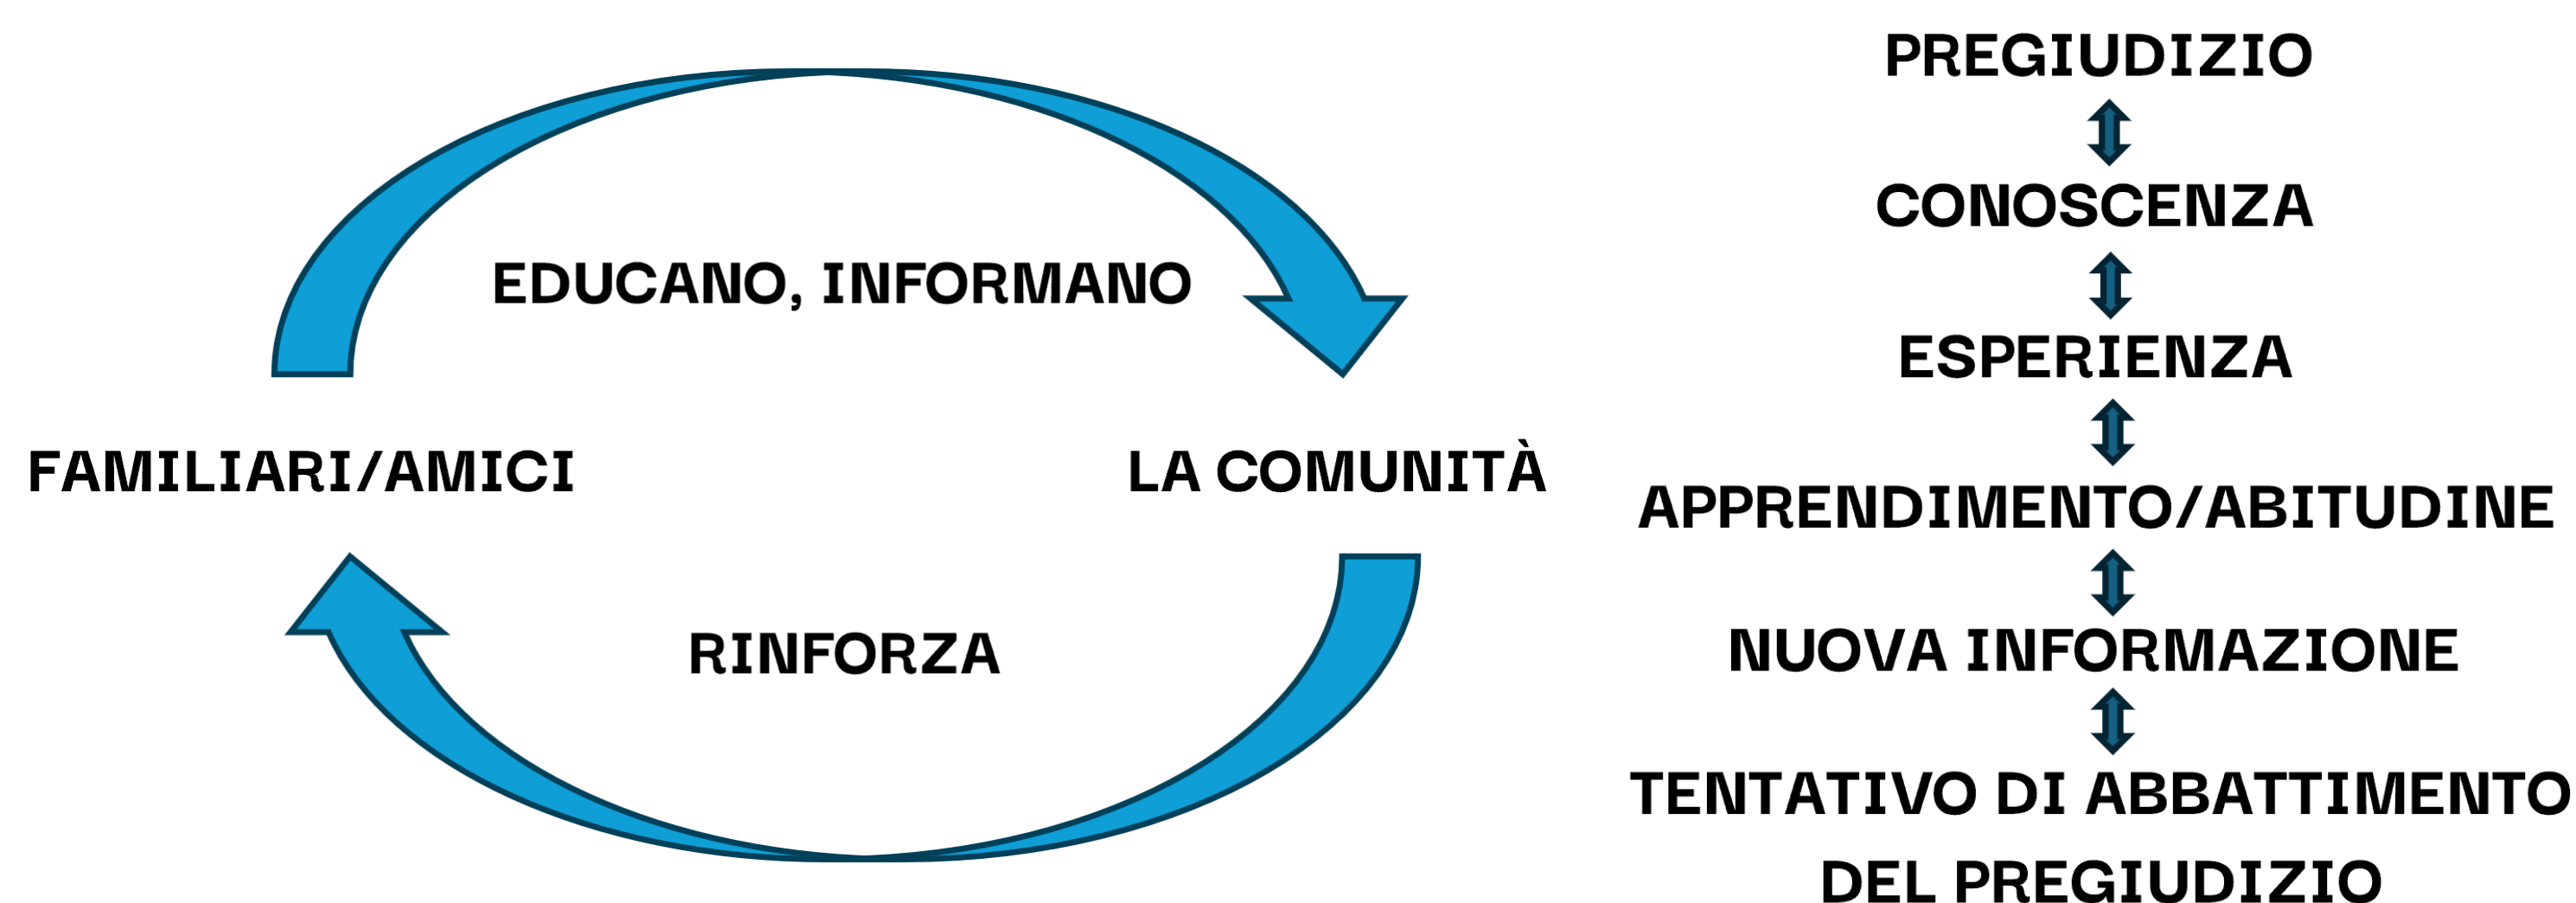 EDUCANO, INFORMANO
FAMILIARI/AMICI
LA COMUNITÀ
RINFORZA
PREGIUDIZIO
CONOSCENZA
ESPERIENZA
APPRENDIMENTO/ABITUDINE
NUOVA INFORMAZIONE
TENTATIVO DI ABBATTIMENTO
DEL PREGIUDIZIO